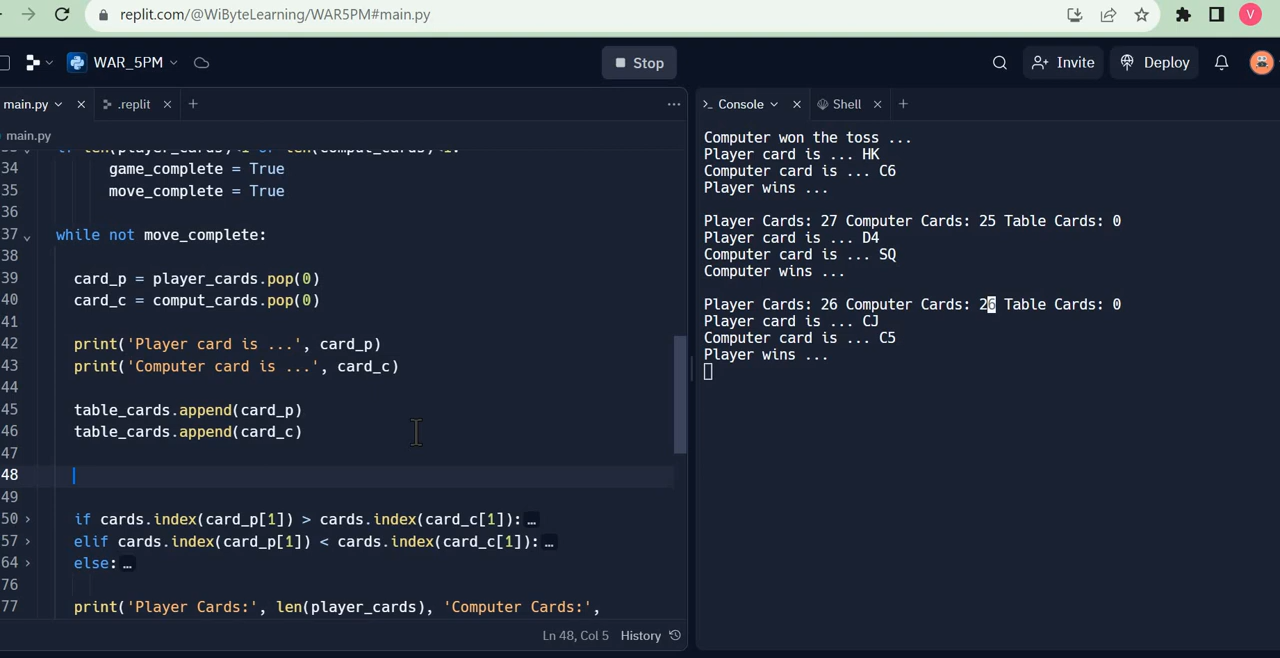 replit.com/@WiByteLearning/WAR5PM#main.py
V
WAR_5PM
Stop
Invite
Deploy
main.py
.replit
Console
Shell
main.py
34 game_complete = True
35 move_complete = True
36
37 while not move_complete:
38
39 card_p = player_cards.pop(0)
40 card_c = comput_cards.pop(0)
41
42 print('Player card is ...', card_p)
43 print('Computer card is ...', card_c)
44
45 table_cards.append(card_p)
46 table_cards.append(card_c)
47
48
49
50 if cards.index(card_p[1]) > cards.index(card_c[1]): …
57 elif cards.index(card_p[1]) < cards.index(card_c[1]): …
64 else: …
76
77 print('Player Cards:', len(player_cards), 'Computer Cards:',
Ln 48, Col 5 History
Computer won the toss ...
Player card is ... HK
Computer card is ... C6
Player wins ...
Player Cards: 27 Computer Cards: 25 Table Cards: 0
Player card is ... D4
Computer card is ... SQ
Computer wins ...
Player Cards: 26 Computer Cards: 26 Table Cards: 0
Player card is ... CJ
Computer card is ... C5
Player wins ...